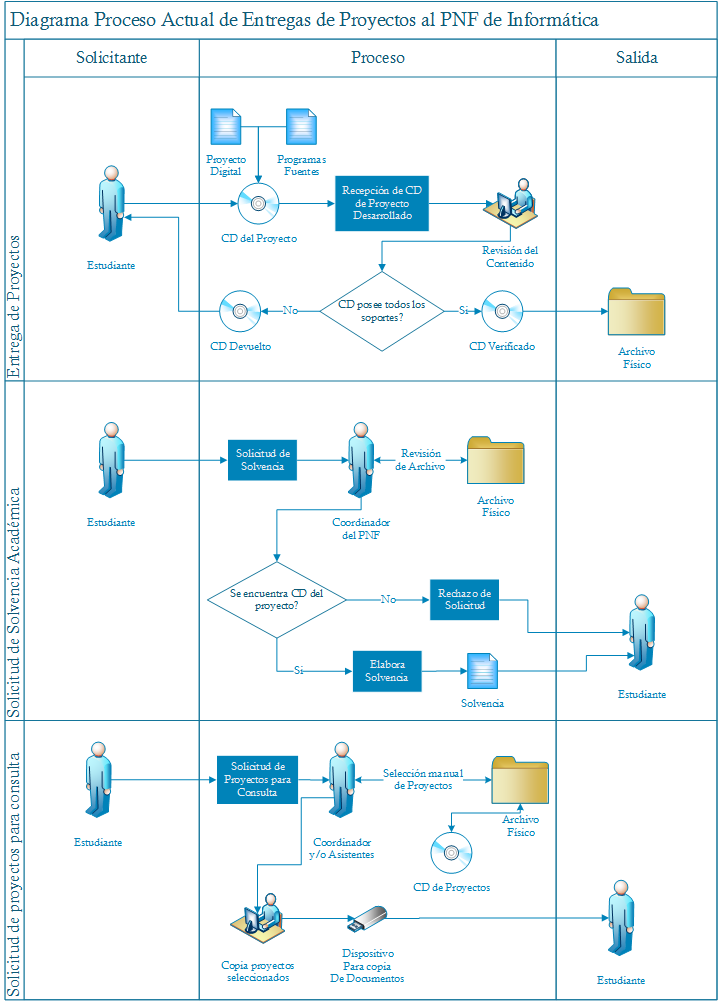 Diagrama Proceso Actual de Entregas de Proyectos al PNF de Informática
Solicitante
Proceso
Salida
Entrega de Proyectos
Proyecto
Digital
Programas
Fuentes
Estudiante
CD del Proyecto
Recepción de CD
de Proyecto
Desarrollado
Revisión del
Contenido
CD posee todos los
soportes?
No
CD Devuelto
Si
CD Verificado
Archivo
Físico
Solicitud de Solvencia Académica
Estudiante
Solicitud de
Solvencia
Coordinador
del PNF
Revisión
de Archivo
Archivo
Físico
Se encuentra CD del
proyecto?
No
Rechazo de
Solicitud
Si
Elabora
Solvencia
Solvencia
Estudiante
Solicitud de proyectos para consulta
Estudiante
Solicitud de
Proyectos para
Consulta
Coordinador
y/o Asistentes
Selección manual
de Proyectos
Archivo
Físico
CD de Proyectos
Copia proyectos
seleccionados
Dispositivo
Para copia
De Documentos
Estudiante